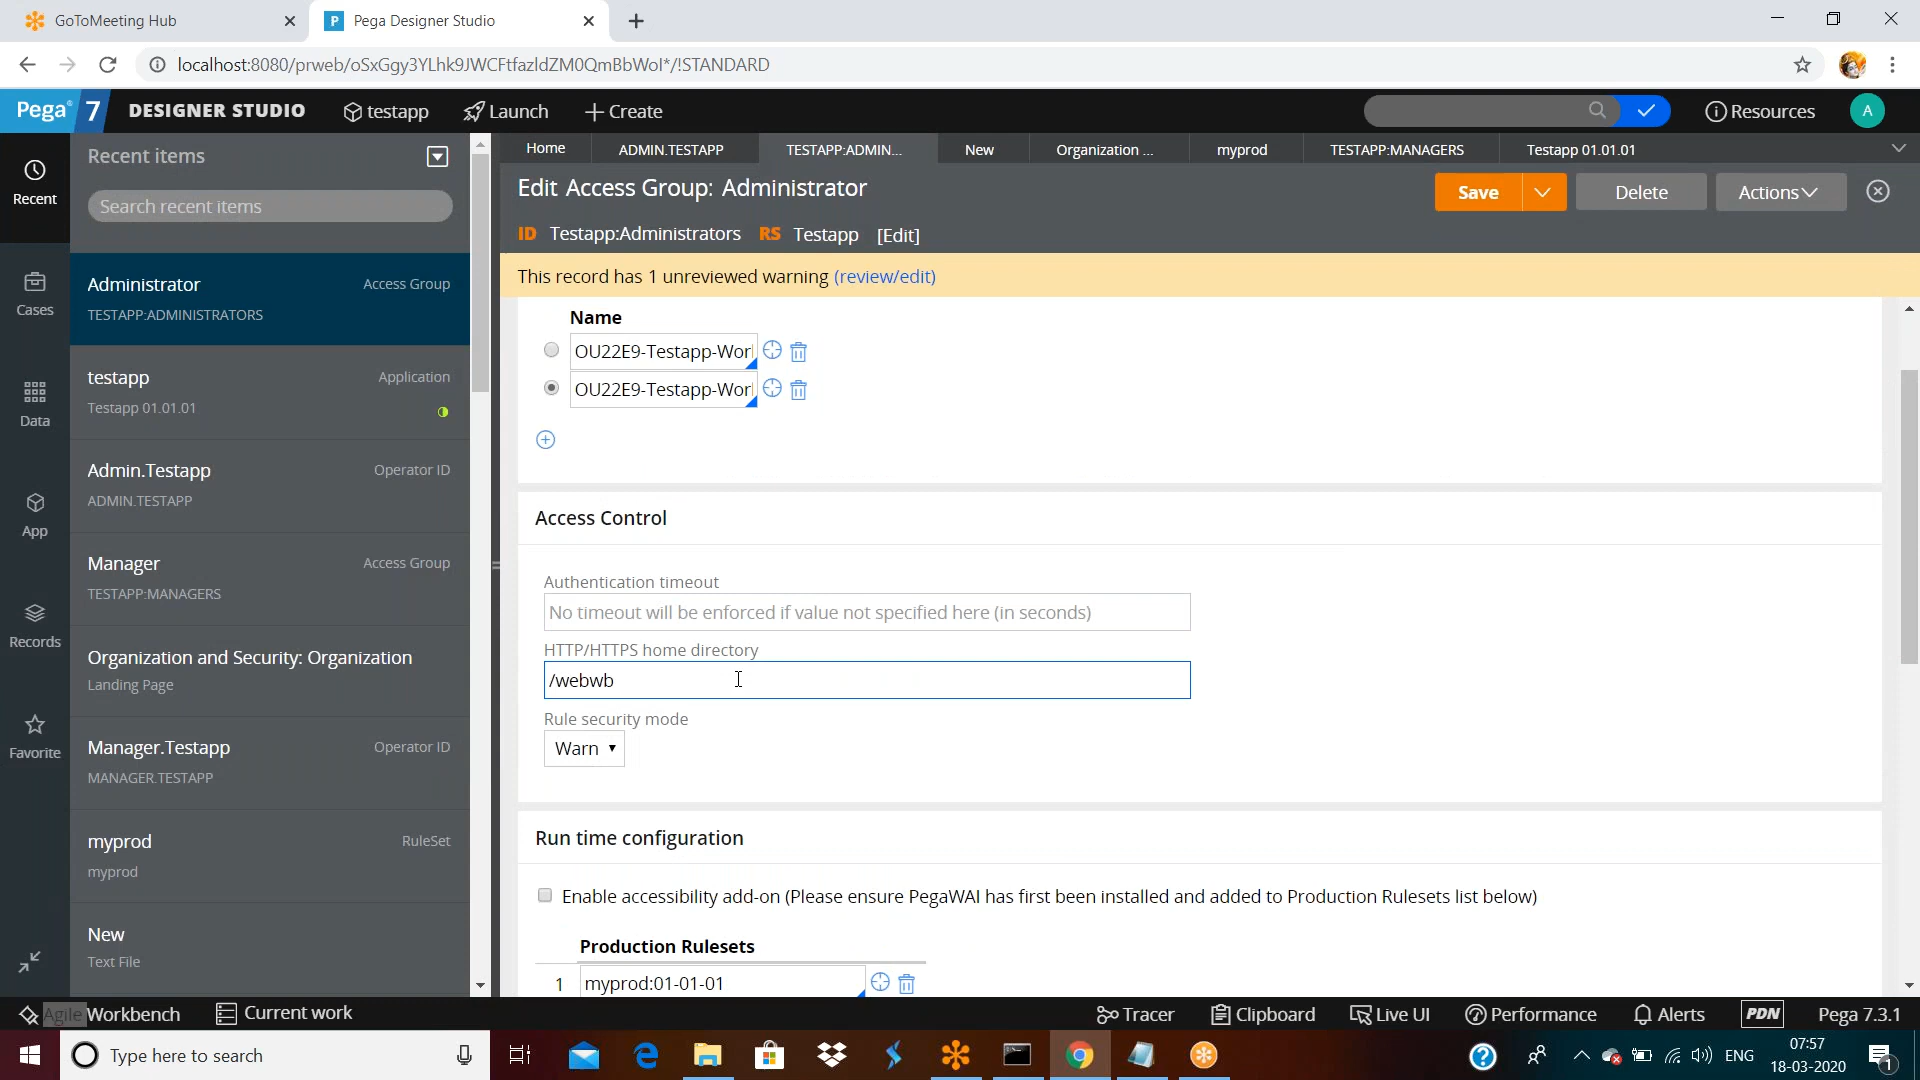 GoToMeeting Hub
Pega Designer Studio
localhost:8080/prweb/oSxGgy3YLhk9JWCFtfazldZM0QmBbWoI*/!STANDARD
Pega 7 DESIGNER STUDIO testapp Launch Create Resources A
Recent
Cases
Data
App
Records
Favorite
Recent items
Search recent items
Administrator Access Group
TESTAPP:ADMINISTRATORS
testapp Application
Testapp 01.01.01
Admin.Testapp Operator ID
ADMIN.TESTAPP
Manager Access Group
TESTAPP:MANAGERS
Organization and Security: Organization
Landing Page
Manager.Testapp Operator ID
MANAGER.TESTAPP
myprod RuleSet
myprod
New
Text File
Home ADMIN.TESTAPP TESTAPP:ADMIN... New Organization ... myprod TESTAPP:MANAGERS Testapp 01.01.01
Edit Access Group: Administrator
Save Delete Actions
ID Testapp:Administrators RS Testapp [Edit]
This record has 1 unreviewed warning (review/edit)
Name
OU22E9-Testapp-Wor
OU22E9-Testapp-Wor
Access Control
Authentication timeout
No timeout will be enforced if value not specified here (in seconds)
HTTP/HTTPS home directory
/webwb
Rule security mode
Warn
Run time configuration
Enable accessibility add-on (Please ensure PegaWAI has first been installed and added to Production Rulesets list below)
Production Rulesets
1 myprod:01-01-01
Agile Workbench Current work Tracer Clipboard Live UI Performance Alerts PDN Pega 7.3.1
Type here to search
ENG
07:57
18-03-2020
1